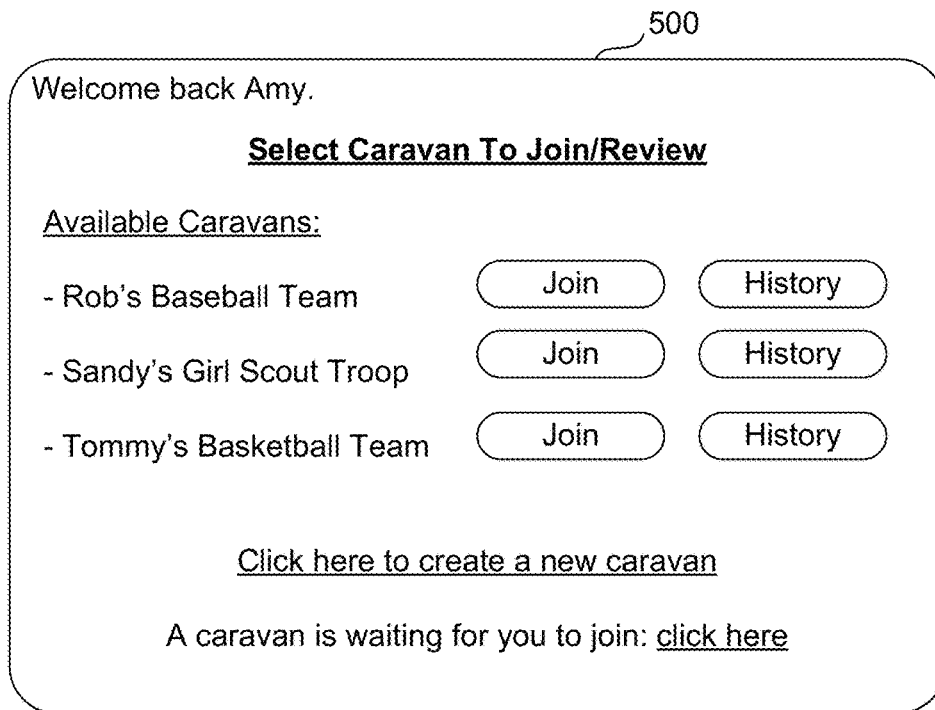 500
Welcome back Amy.
Select Caravan To Join/Review
Available Caravans:
- Rob's Baseball Team Join History
- Sandy's Girl Scout Troop Join History
- Tommy's Basketball Team Join History
Click here to create a new caravan
A caravan is waiting for you to join: click here